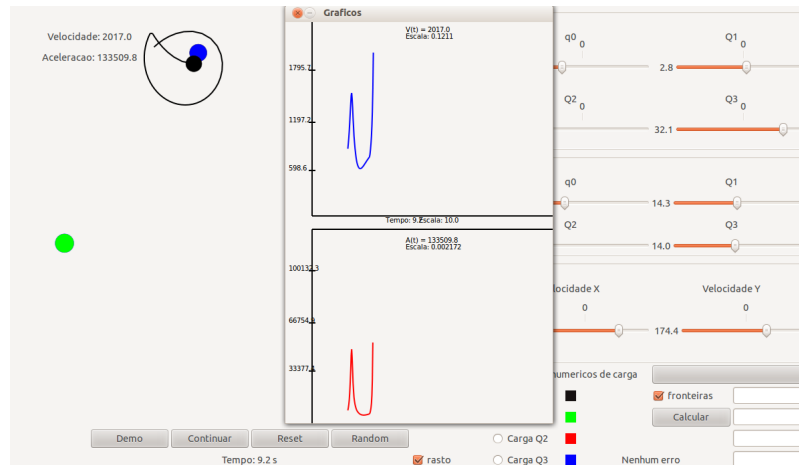 Graficos
Velocidade: 2017.0
Aceleracao: 133509.8
V(t) = 2017.0
Escala: 0.1211
1795.7
1197.2
598.6
Tempo: 9.2
Escala: 10.0
A(t) = 133509.8
Escala: 0.002172
100132.3
66754.9
33377.4
q0
0
Q1
0
2.8
Q2
0
Q3
0
32.1
q0
Q1
14.3
Q2
Q3
14.0
locidade X
Velocidade Y
0
0
174.4
numericos de carga
fronteiras
Calcular
Demo
Continuar
Reset
Random
Carga Q2
Tempo: 9.2 s
rasto
Carga Q3
Nenhum erro